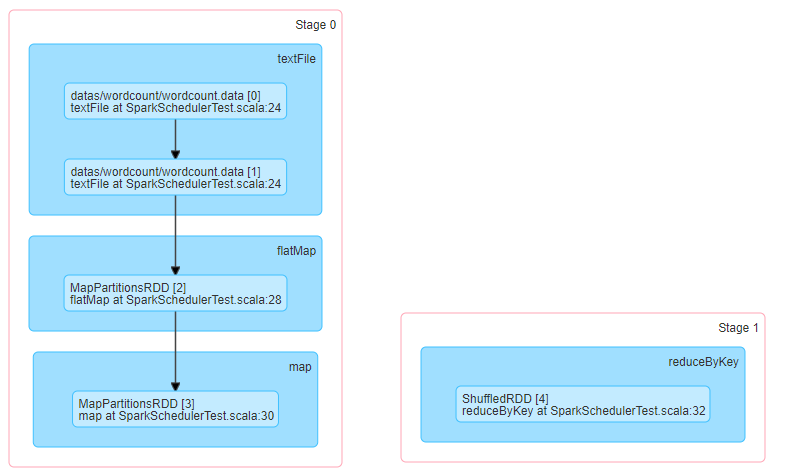 Stage 0
textFile
datas/wordcount/wordcount.data [0]
textFile at SparkSchedulerTest.scala:24
datas/wordcount/wordcount.data [1]
textFile at SparkSchedulerTest.scala:24
flatMap
MapPartitionsRDD [2]
flatMap at SparkSchedulerTest.scala:28
map
MapPartitionsRDD [3]
map at SparkSchedulerTest.scala:30
Stage 1
reduceByKey
ShuffledRDD [4]
reduceByKey at SparkSchedulerTest.scala:32